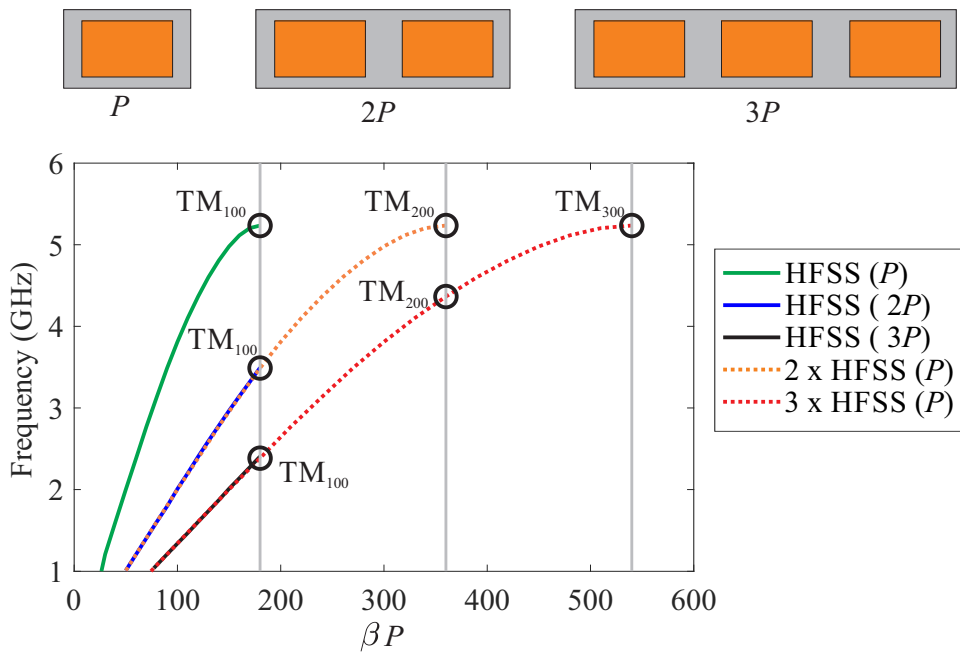 P
2P
3P
6
5
4
3
2
1
0
100
200
300
400
500
600
Frequency (GHz)
βP
TM100
TM200
TM300
TM200
TM100
TM100
HFSS (P)
HFSS ( 2P)
HFSS ( 3P)
2 x HFSS (P)
3 x HFSS (P)